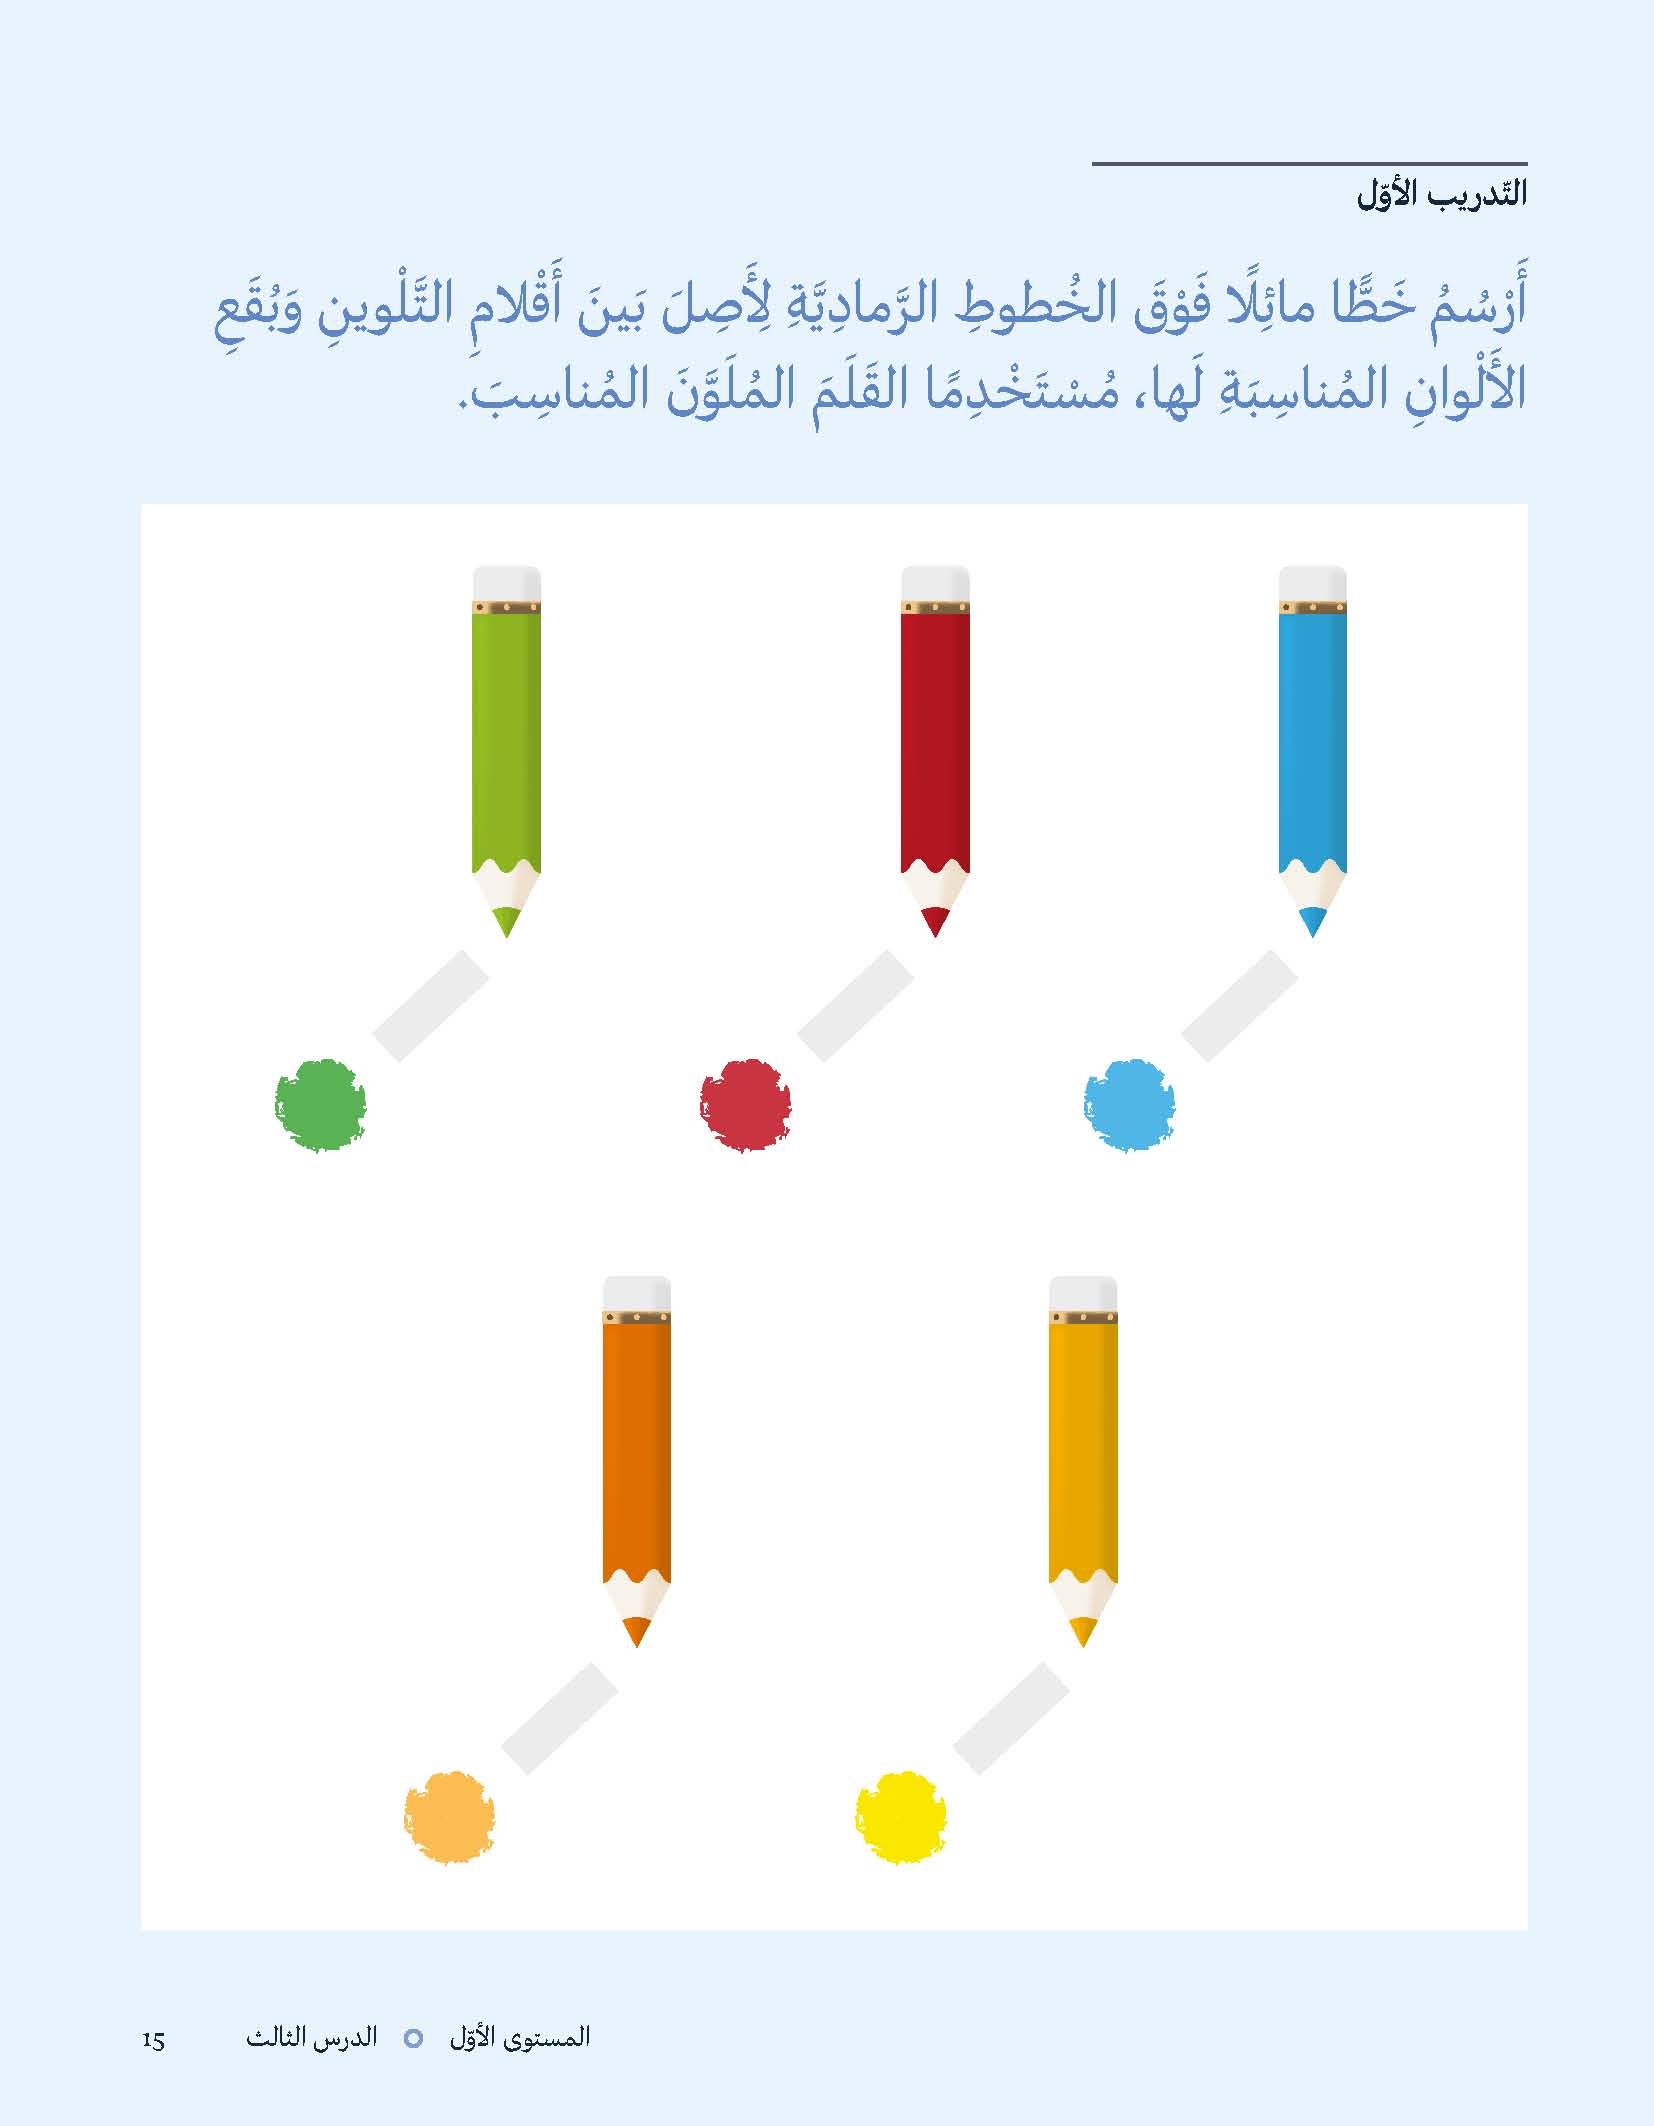 التّدريب الأوّل
أَرْسُمُ خَطًّا مائِلًا فَوْقَ الخُطوطِ الرَّمادِيَّةِ لِأَصِلَ بَينَ أَقْلامِ التَّلْوينِ وَبُقَعِ
الأَلْوانِ المُناسِبَةِ لَها، مُسْتَخْدِمًا القَلَمَ المُلَوَّنَ المُناسِبَ.
المستوى الأوّل الدرس الثالث 15